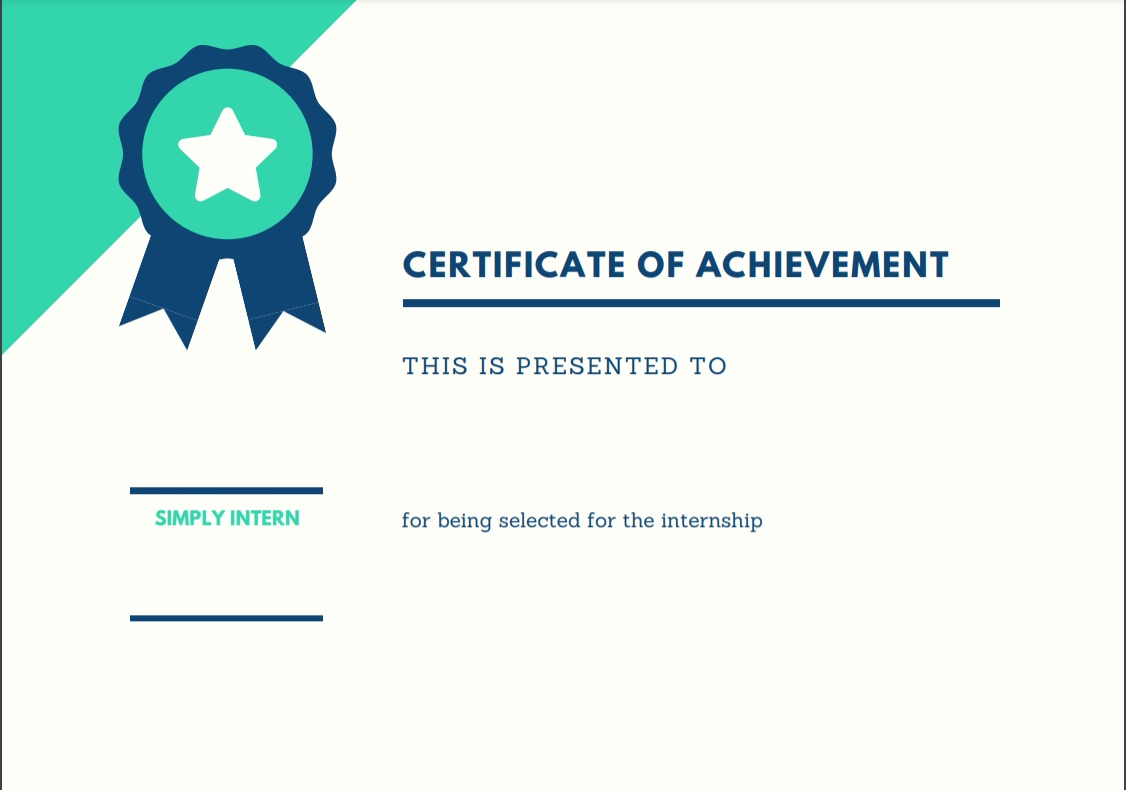 CERTIFICATE OF ACHIEVEMENT
THIS IS PRESENTED TO
SIMPLY INTERN
for being selected for the internship